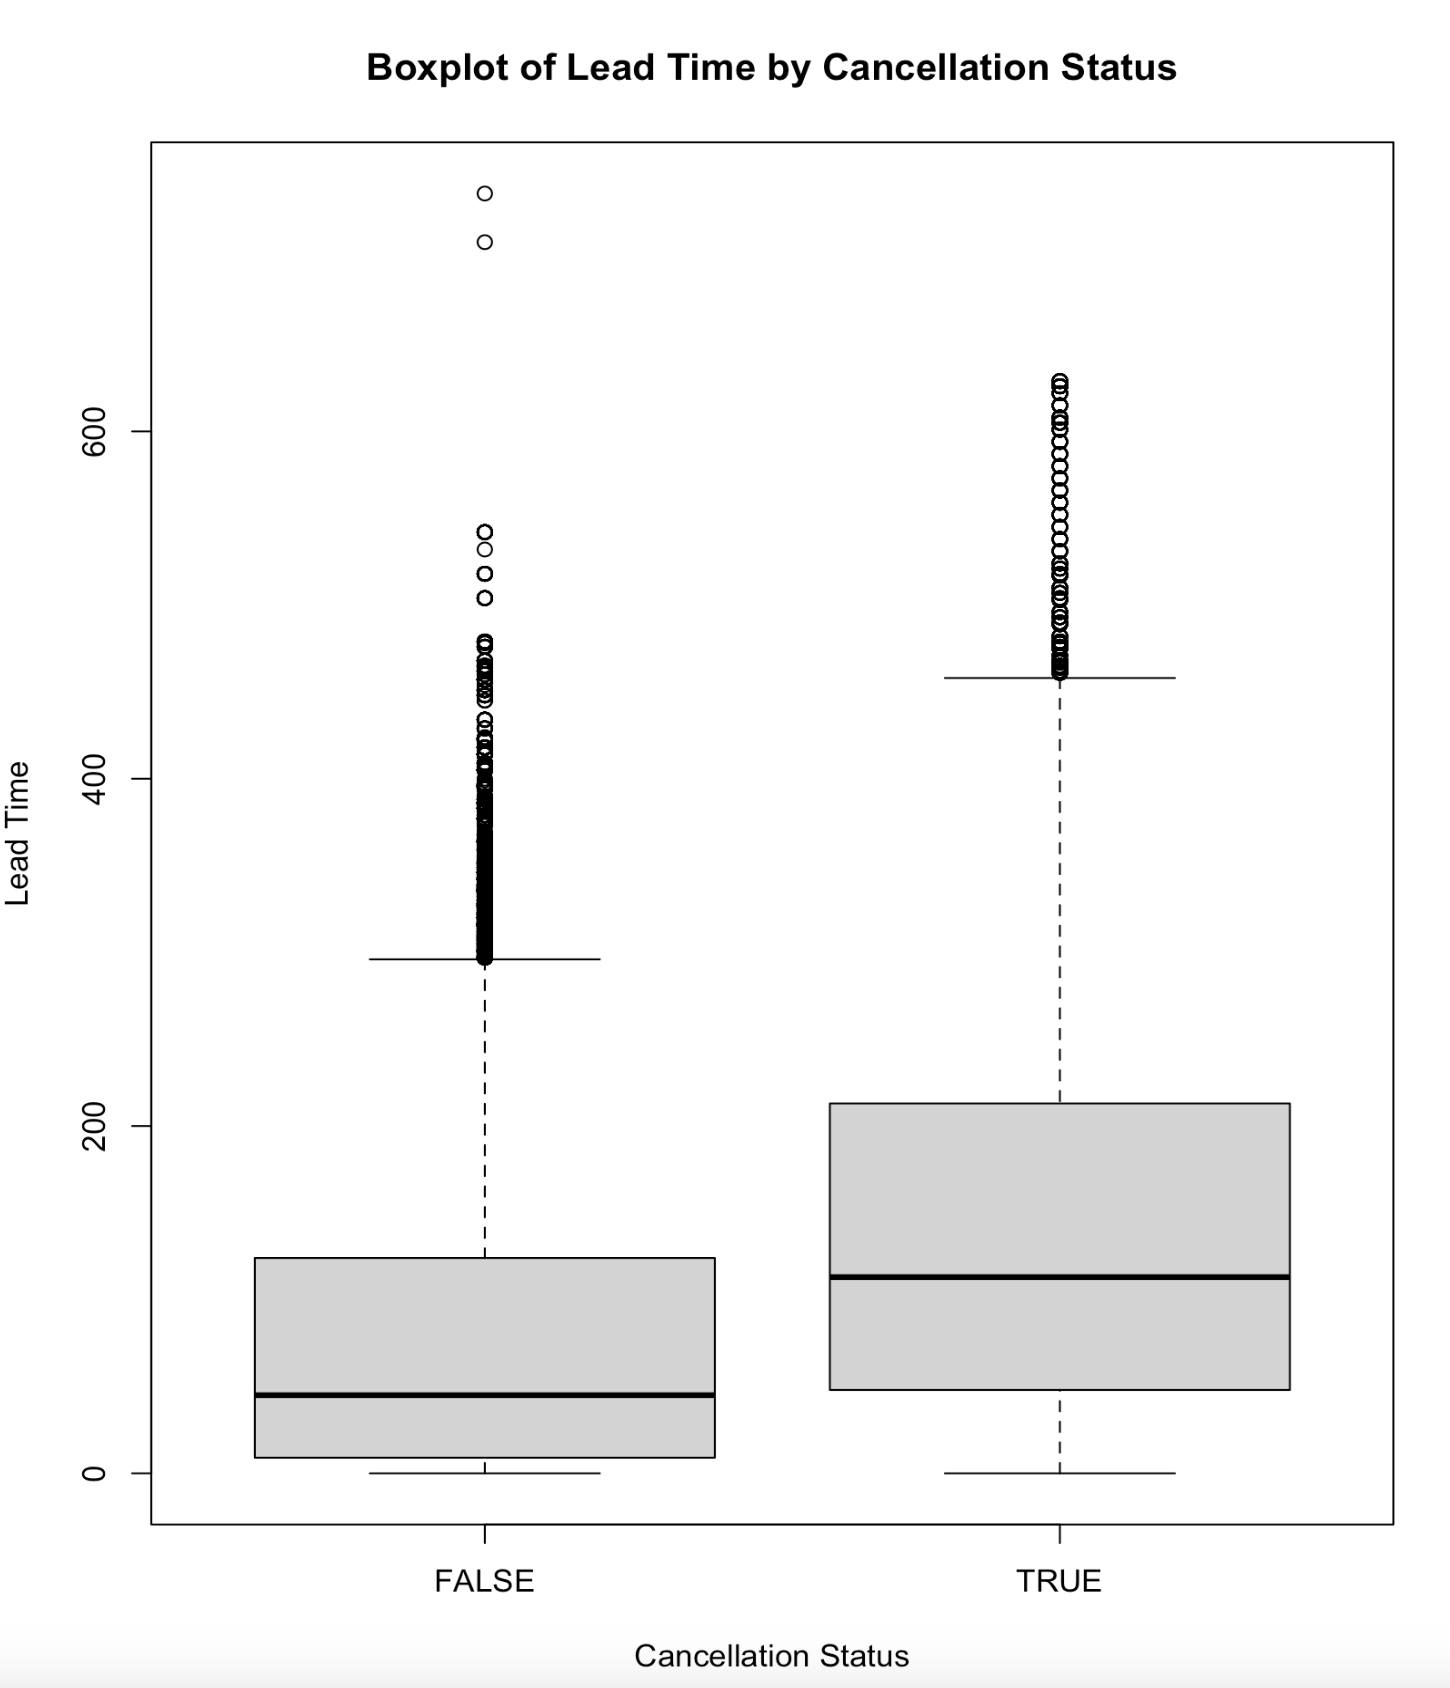 Boxplot of Lead Time by Cancellation Status
Lead Time
600
400
200
0
FALSE TRUE
Cancellation Status